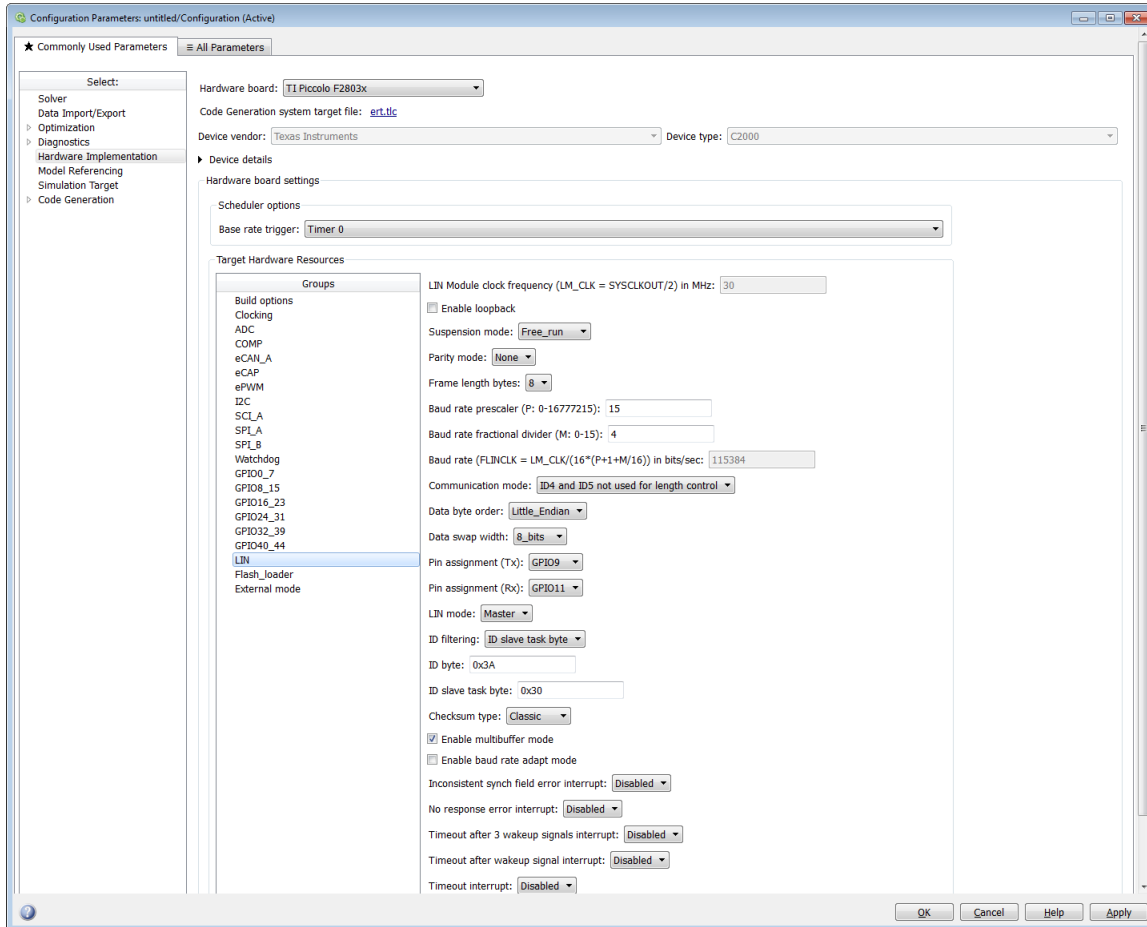 Configuration Parameters: untitled/Configuration (Active)
★ Commonly Used Parameters
≡ All Parameters
Select:
Solver
Data Import/Export
Optimization
Diagnostics
Hardware Implementation
Model Referencing
Simulation Target
Code Generation
Hardware board: TI Piccolo F2803x
Code Generation system target file: ert.tlc
Device vendor: Texas Instruments Device type: C2000
Device details
Hardware board settings
Scheduler options
Base rate trigger: Timer 0
Target Hardware Resources
Groups
Build options
Clocking
ADC
COMP
eCAN_A
eCAP
ePWM
I2C
SCI_A
SPI_A
SPI_B
Watchdog
GPIO0_7
GPIO8_15
GPIO16_23
GPIO24_31
GPIO32_39
GPIO40_44
LIN
Flash_loader
External mode
LIN Module clock frequency (LM_CLK = SYSCLKOUT/2) in MHz: 30
Enable loopback
Suspension mode: Free_run
Parity mode: None
Frame length bytes: 8
Baud rate prescaler (P: 0-16777215): 15
Baud rate fractional divider (M: 0-15): 4
Baud rate (FLINCLK = LM_CLK/(16*(P+1+M/16)) in bits/sec: 115384
Communication mode: ID4 and ID5 not used for length control
Data byte order: Little_Endian
Data swap width: 8_bits
Pin assignment (Tx): GPIO9
Pin assignment (Rx): GPIO11
LIN mode: Master
ID filtering: ID slave task byte
ID byte: 0x3A
ID slave task byte: 0x30
Checksum type: Classic
Enable multibuffer mode
Enable baud rate adapt mode
Inconsistent synch field error interrupt: Disabled
No response error interrupt: Disabled
Timeout after 3 wakeup signals interrupt: Disabled
Timeout after wakeup signal interrupt: Disabled
Timeout interrupt: Disabled
OK Cancel Help Apply